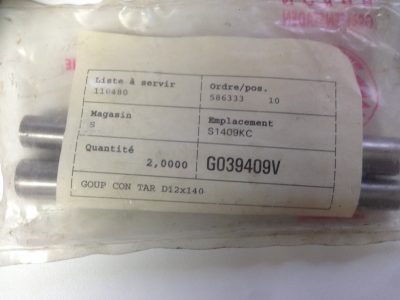 Liste à servir
110480
Ordre/pos.
586333 10
Magasin
S
Emplacement
S1409KC
Quantité
2,0000
G039409V
GOUP CON TAR D12x140